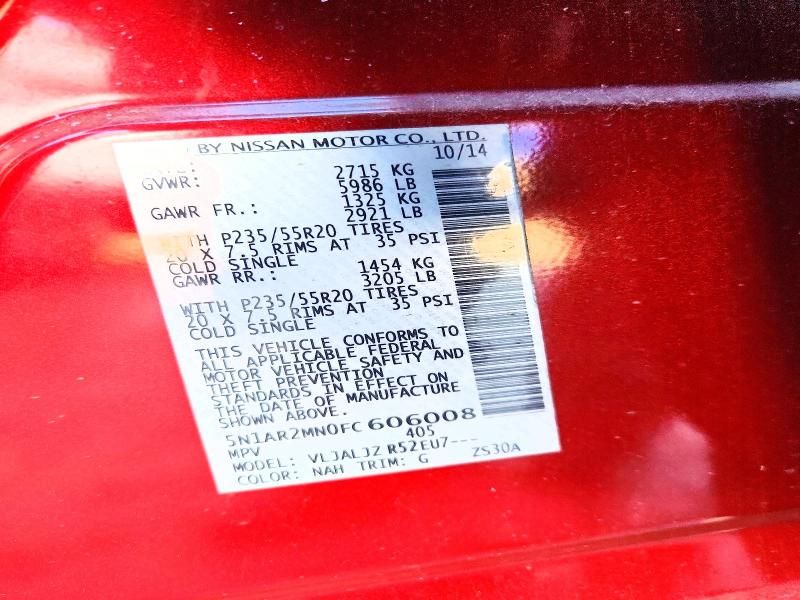 BY NISSAN MOTOR CO., LTD.
10/14
GVWR: 2715 KG
5986 LB
GAWR FR.: 1325 KG
2921 LB
WITH P235/55R20 TIRES
20 X 7.5 RIMS AT 35 PSI
COLD SINGLE
GAWR RR.: 1454 KG
3205 LB
WITH P235/55R20 TIRES
20 X 7.5 RIMS AT 35 PSI
COLD SINGLE
THIS VEHICLE CONFORMS TO
ALL APPLICABLE FEDERAL
MOTOR VEHICLE SAFETY AND
THEFT PREVENTION
STANDARDS IN EFFECT ON
THE DATE OF MANUFACTURE
SHOWN ABOVE.
5N1AR2MN0FC606008
MPV 405
MODEL: VLJALJZ R52EU7---
COLOR: NAH TRIM: G ZS30A